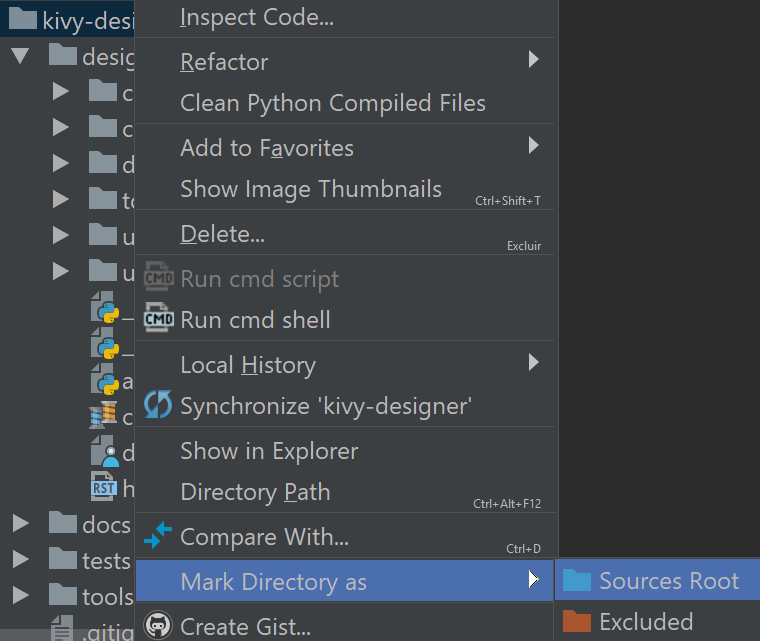 kivy-desi
Inspect Code...
desig
Refactor
c
Clean Python Compiled Files
c
Add to Favorites
d
Show Image Thumbnails Ctrl+Shift+T
to
Delete... Excluir
u
u
CMD Run cmd script
CMD Run cmd shell
Local History
a
Synchronize 'kivy-designer'
c
Show in Explorer
d
RST h
Directory Path Ctrl+Alt+F12
docs
Compare With... Ctrl+D
tests
Mark Directory as
Sources Root
tools
Create Gist...
Excluded
.gitig